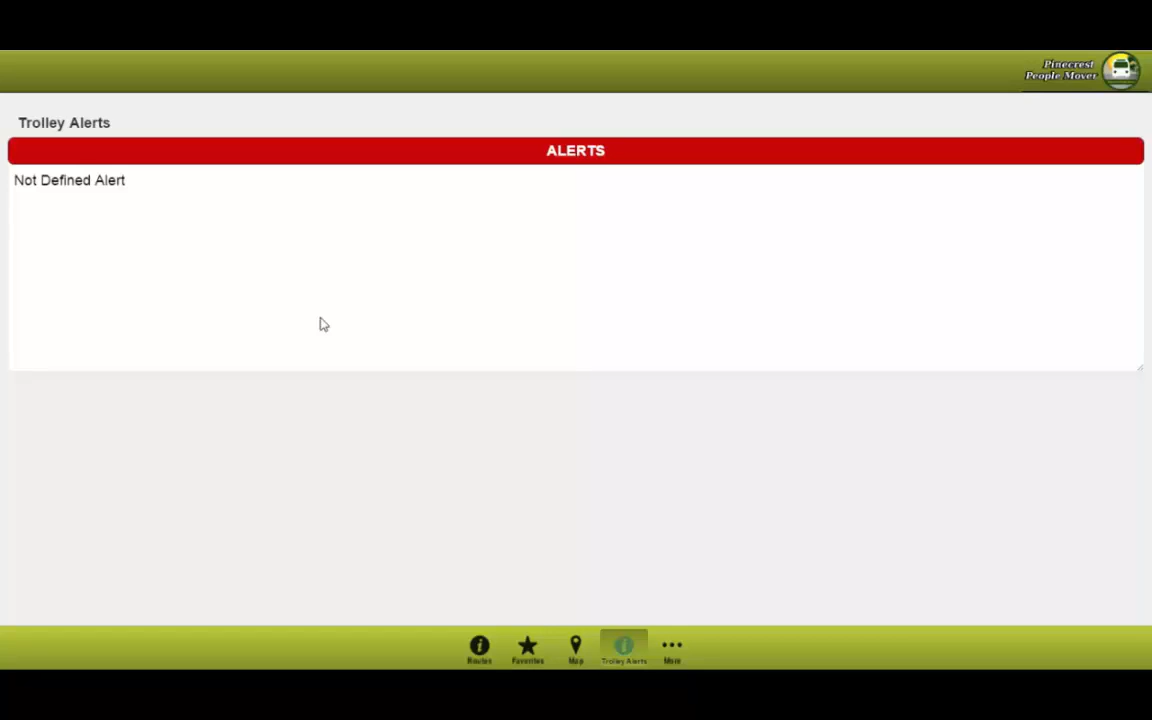 Pinecrest
People Mover
Trolley Alerts
ALERTS
Not Defined Alert
Routes
Favorites
Map
Trolley Alerts
More